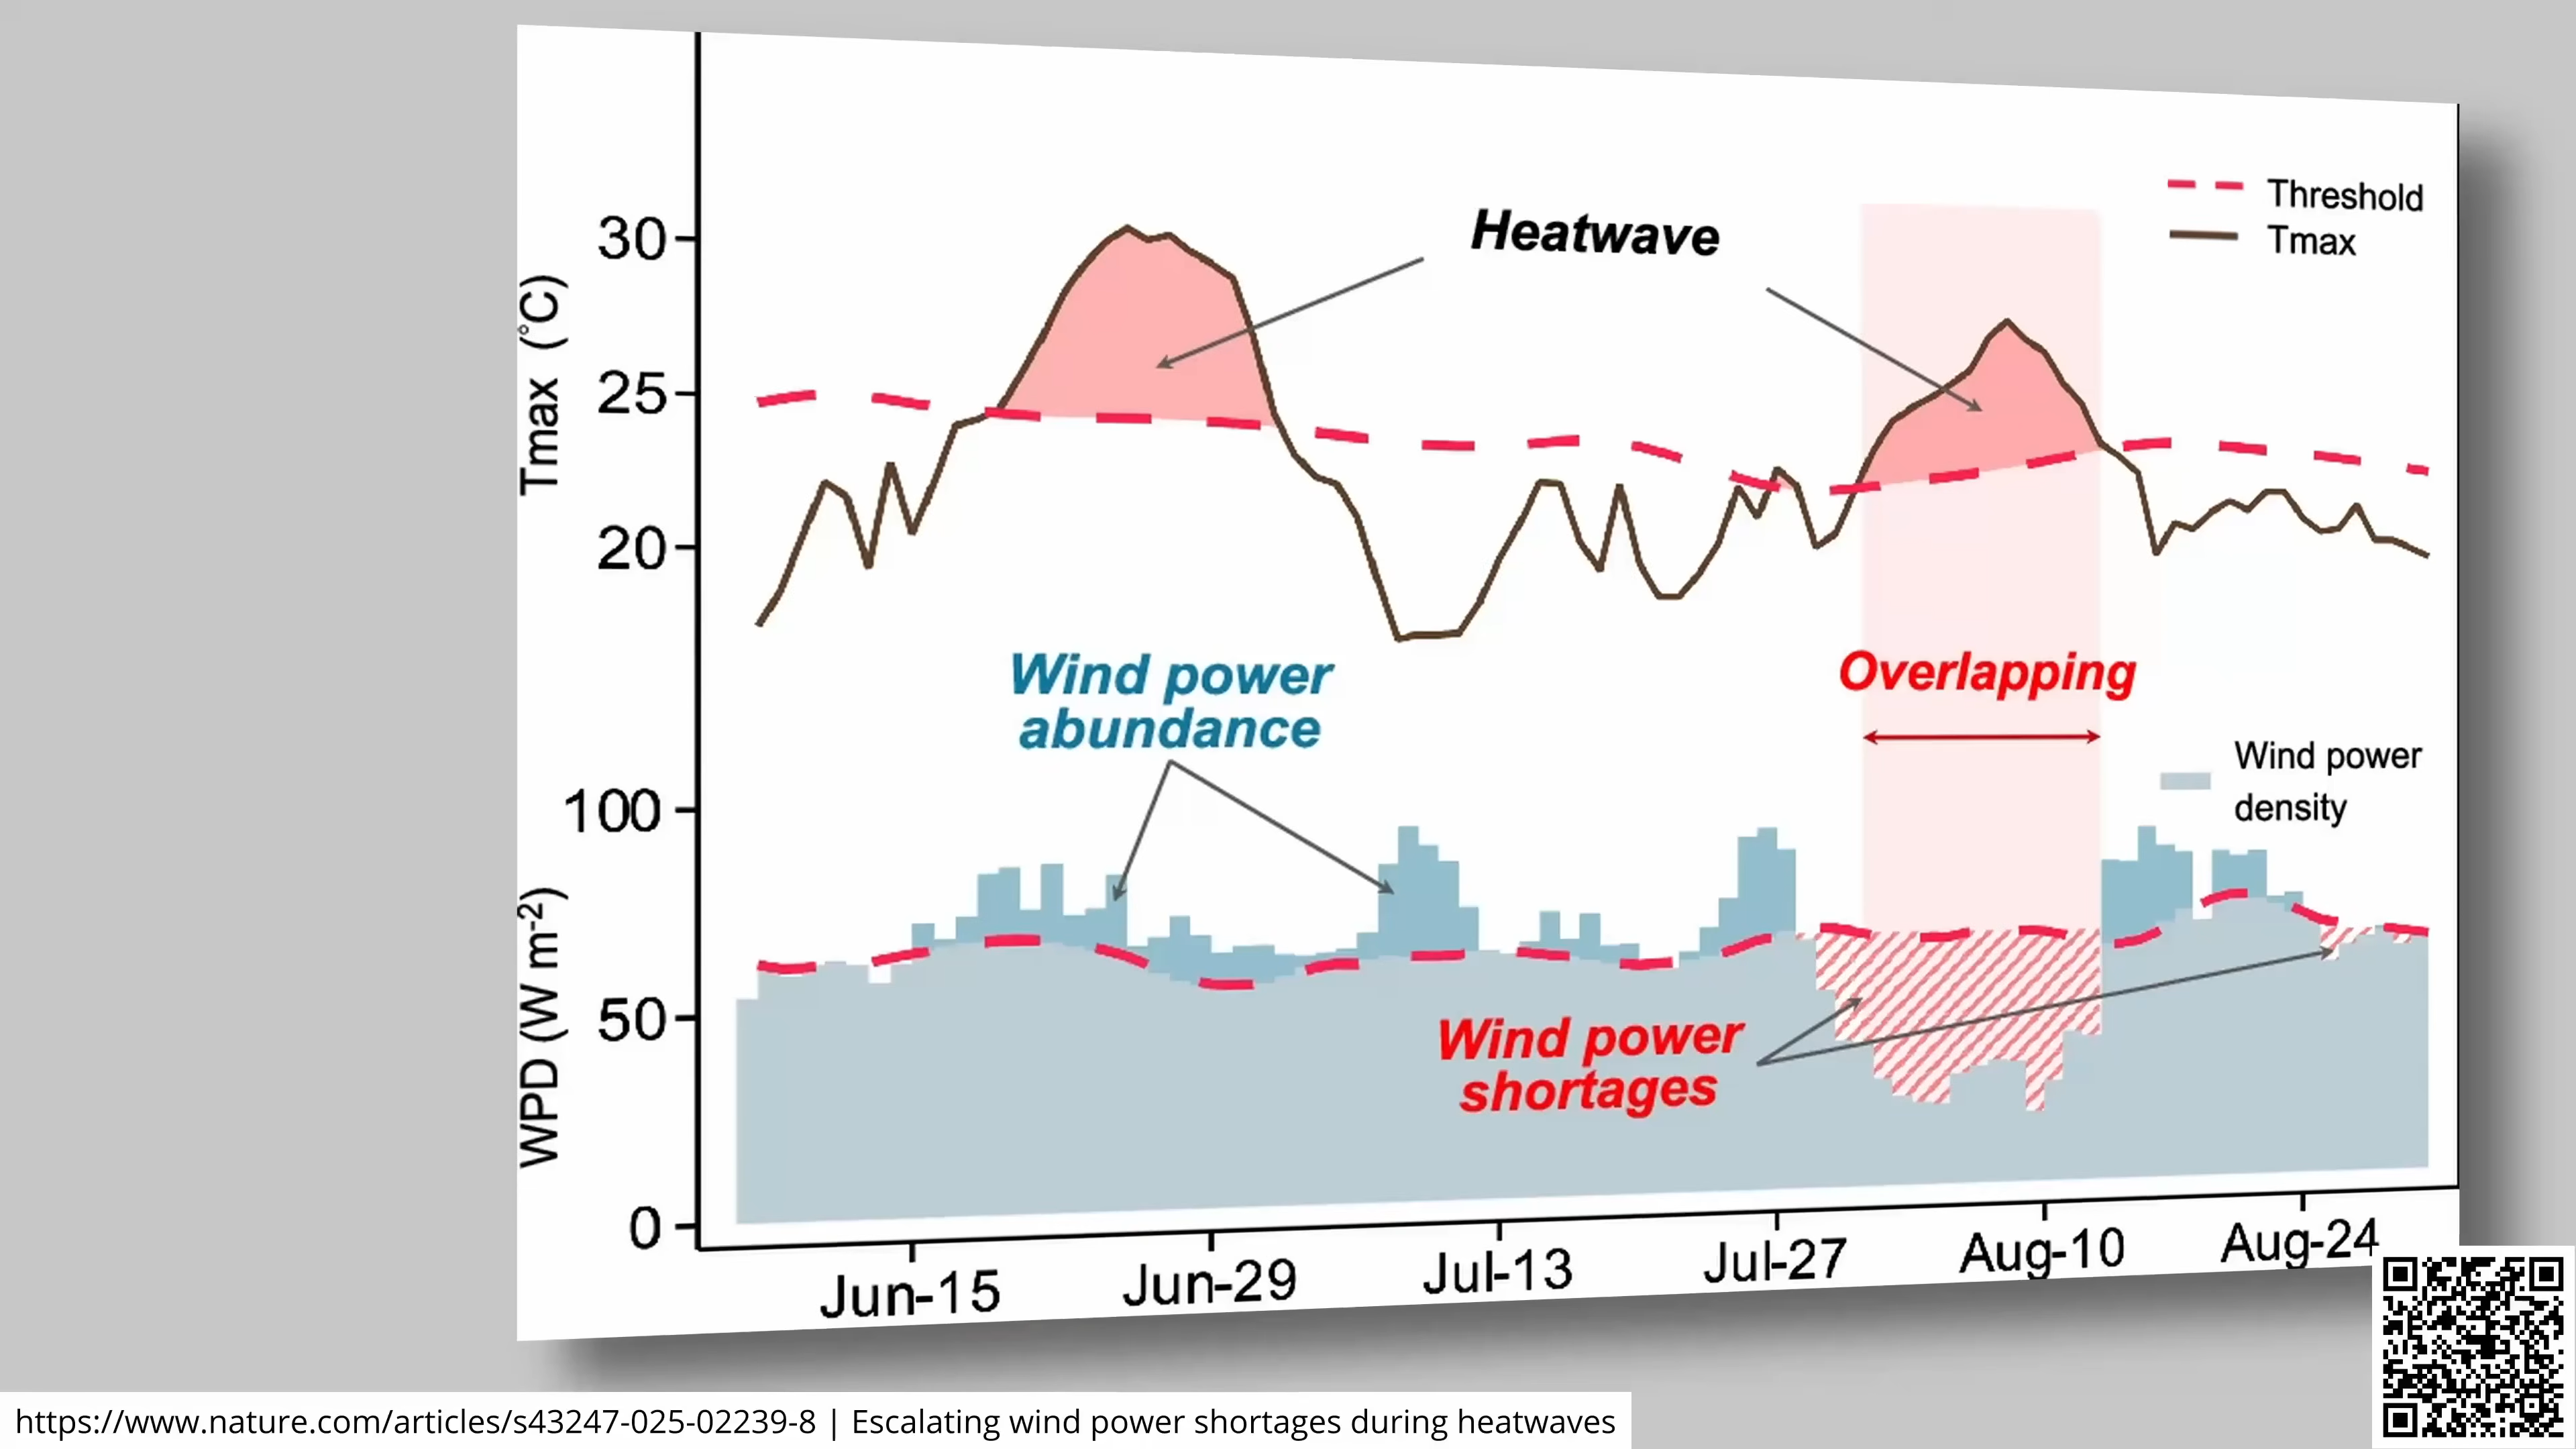 Threshold
Tmax
Heatwave
30
25
20
Tmax (°C)
Wind power
abundance
Overlapping
Wind power
density
100
50
0
WPD (W m-2)
Wind power
shortages
Jun-15
Jun-29
Jul-13
Jul-27
Aug-10
Aug-24
https://www.nature.com/articles/s43247-025-02239-8 | Escalating wind power shortages during heatwaves